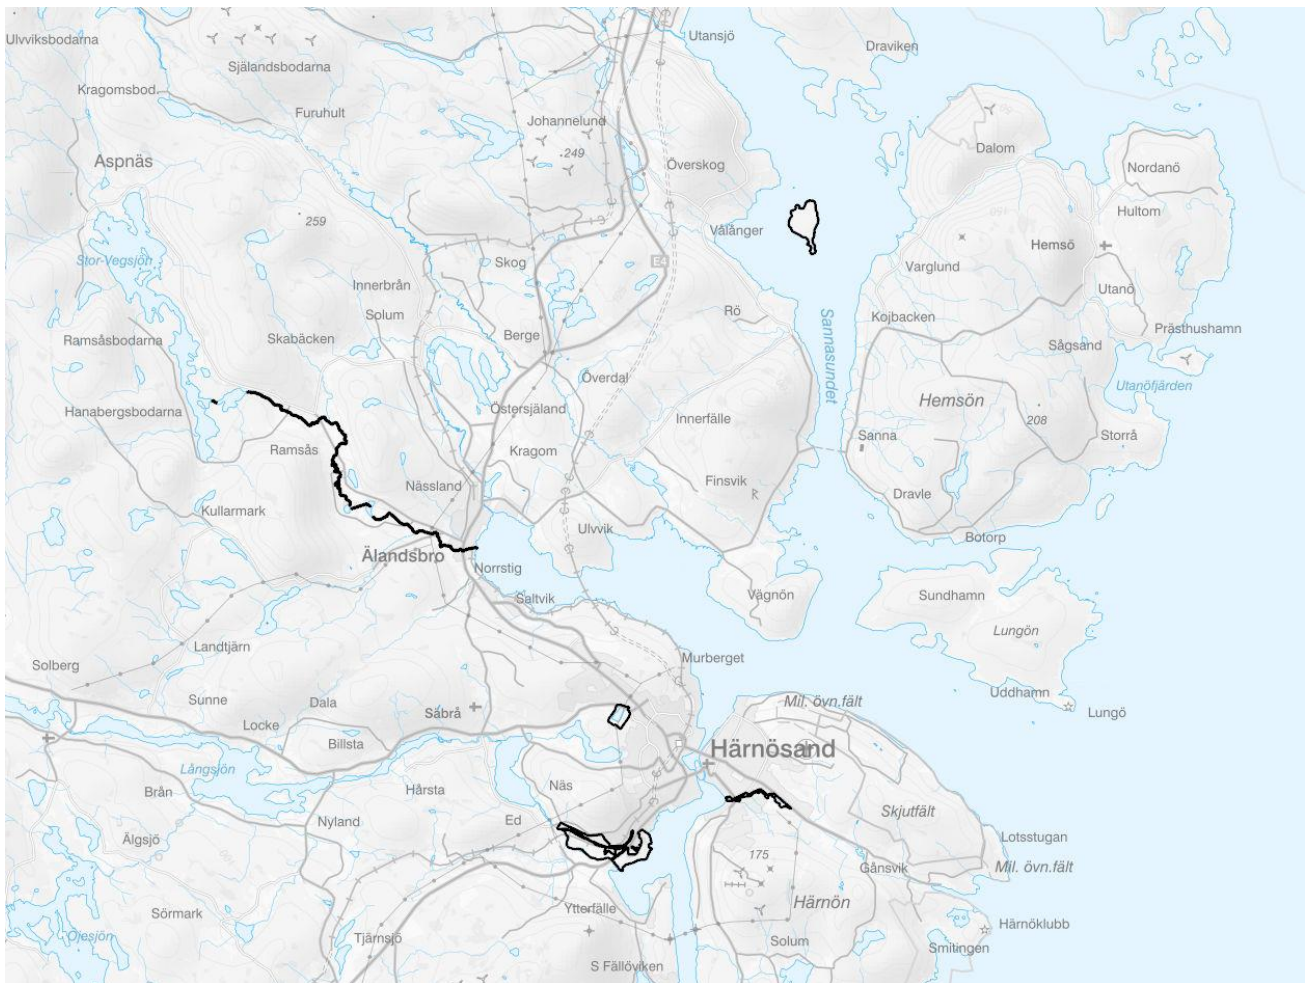 Utansjö
Draviken
Ulvviksbodarna
Själandsbodarna
Kragomsbod.
Furuhult
Johannelund
249
Dalom
Aspnäs
Överskog
Nordanö
Hultom
259
Vålånger
Hemsö
Stor-Vegsjön
Skog
E4
Varglund
Innerbrån
Utanö
Solum
Rö
Kojbacken
Prästhushamn
Ramsåsbodarna
Skabäcken
Berge
Sannasundet
Sågsand
Överdal
Utanöfjärden
Hanabergsbodarna
Östersjäland
Innerfälle
Hemsön
208
Sanna
Storrå
Ramsås
Kragom
Nässland
Finsvik
Dravle
Kullarmark
Ulvvik
Botorp
Älandsbro
Norrstig
Saltvik
Vägnön
Sundhamn
Lungön
Landtjärn
Solberg
Murberget
Uddhamn
Sunne
Dala
Säbrå
Mil. övn.fält
Lungö
Locke
Billsta
Härnösand
Långsjön
Brån
Hårsta
Näs
Skjutfält
Nyland
Ed
Älgsjö
Lotsstugan
175
Gånsvik
Mil. övn.fält
Sörmark
Ytterfälle
Härnön
Härnöklubb
Öjesjön
Tjärnsjö
Solum
Smitingen
S Fällöviken